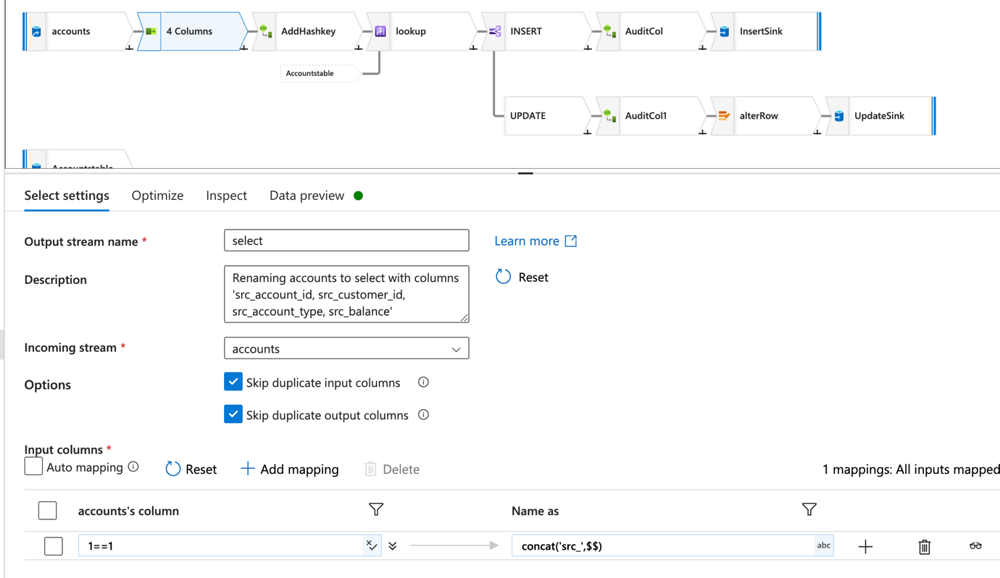 accounts
4 Columns
AddHashkey
lookup
INSERT
AuditCol
InsertSink
Accountstable
UPDATE
AuditCol1
alterRow
UpdateSink
Accountstable
Select settings
Optimize
Inspect
Data preview
Output stream name *
select
Learn more
Description
Renaming accounts to select with columns
'src_account_id, src_customer_id,
src_account_type, src_balance'
Reset
Incoming stream *
accounts
Options
Skip duplicate input columns
Skip duplicate output columns
Input columns *
Auto mapping
Reset
Add mapping
Delete
1 mappings: All inputs mapped
accounts's column
Name as
1==1
concat('src_',$$)
abc